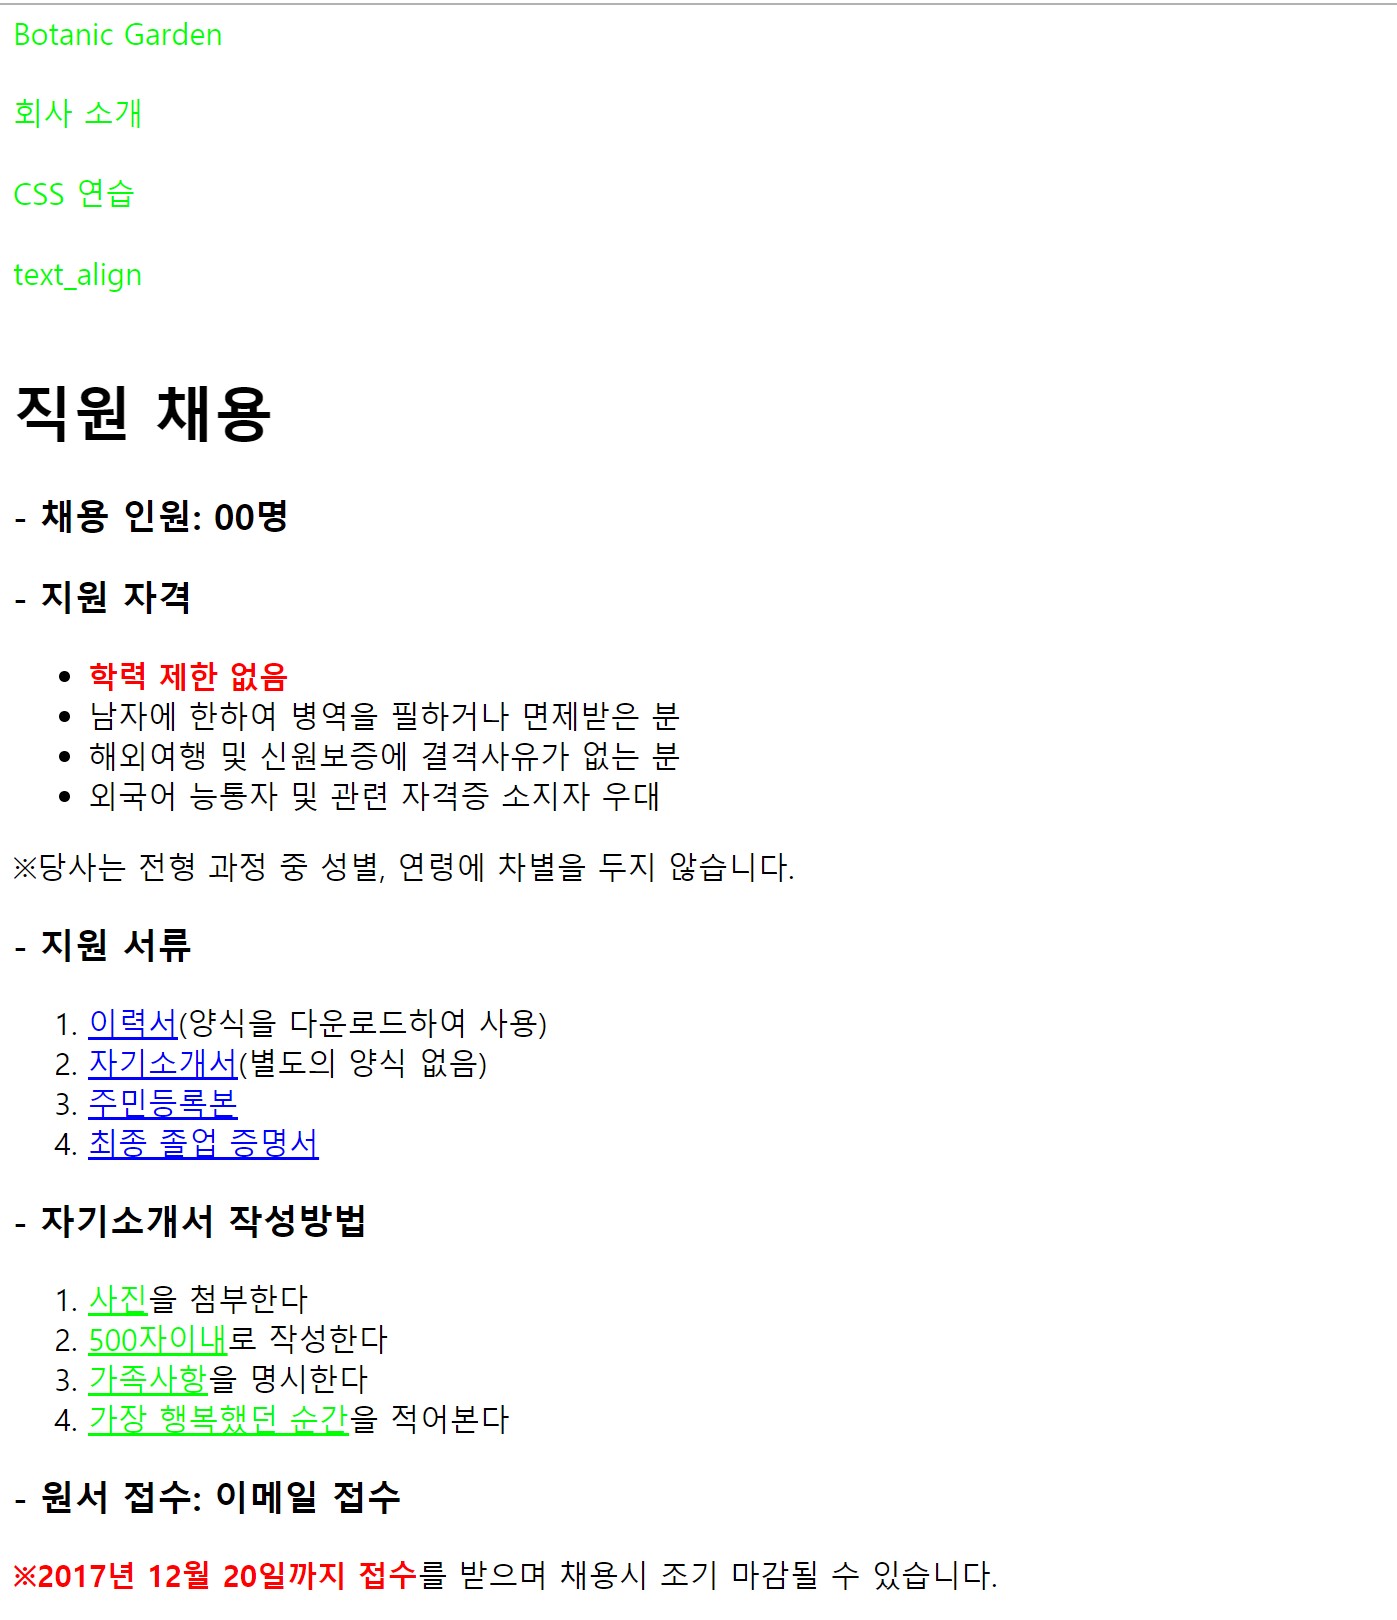 Botanic Garden
회사 소개
CSS 연습
text_align
직원 채용
- 채용 인원: 00명
- 지원 자격
• 학력 제한 없음
• 남자에 한하여 병역을 필하거나 면제받은 분
• 해외여행 및 신원보증에 결격사유가 없는 분
• 외국어 능통자 및 관련 자격증 소지자 우대
※당사는 전형 과정 중 성별, 연령에 차별을 두지 않습니다.
- 지원 서류
1. 이력서(양식을 다운로드하여 사용)
2. 자기소개서(별도의 양식 없음)
3. 주민등록본
4. 최종 졸업 증명서
- 자기소개서 작성방법
1. 사진을 첨부한다
2. 500자이내로 작성한다
3. 가족사항을 명시한다
4. 가장 행복했던 순간을 적어본다
- 원서 접수: 이메일 접수
※2017년 12월 20일까지 접수를 받으며 채용시 조기 마감될 수 있습니다.